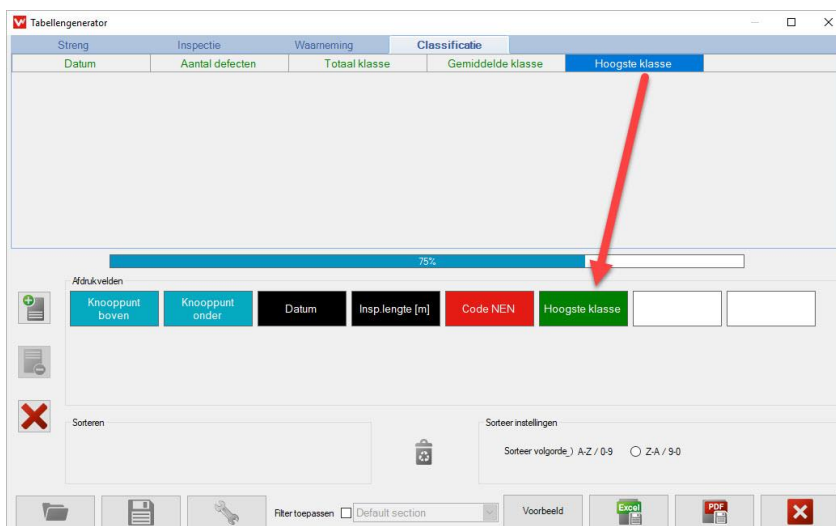 Tabellengenerator
Streng Inspectie Waarneming Classificatie
Datum Aantal defecten Totaal klasse Gemiddelde klasse Hoogste klasse
75%
Afdrukvelden
Knooppunt boven Knooppunt onder Datum Insp.lengte [m] Code NEN Hoogste klasse
Sorteren
Sorteer instellingen
Sorteer volgorde_) A-Z / 0-9 Z-A / 9-0
Filter toepassen Default section Voorbeeld Excel PDF